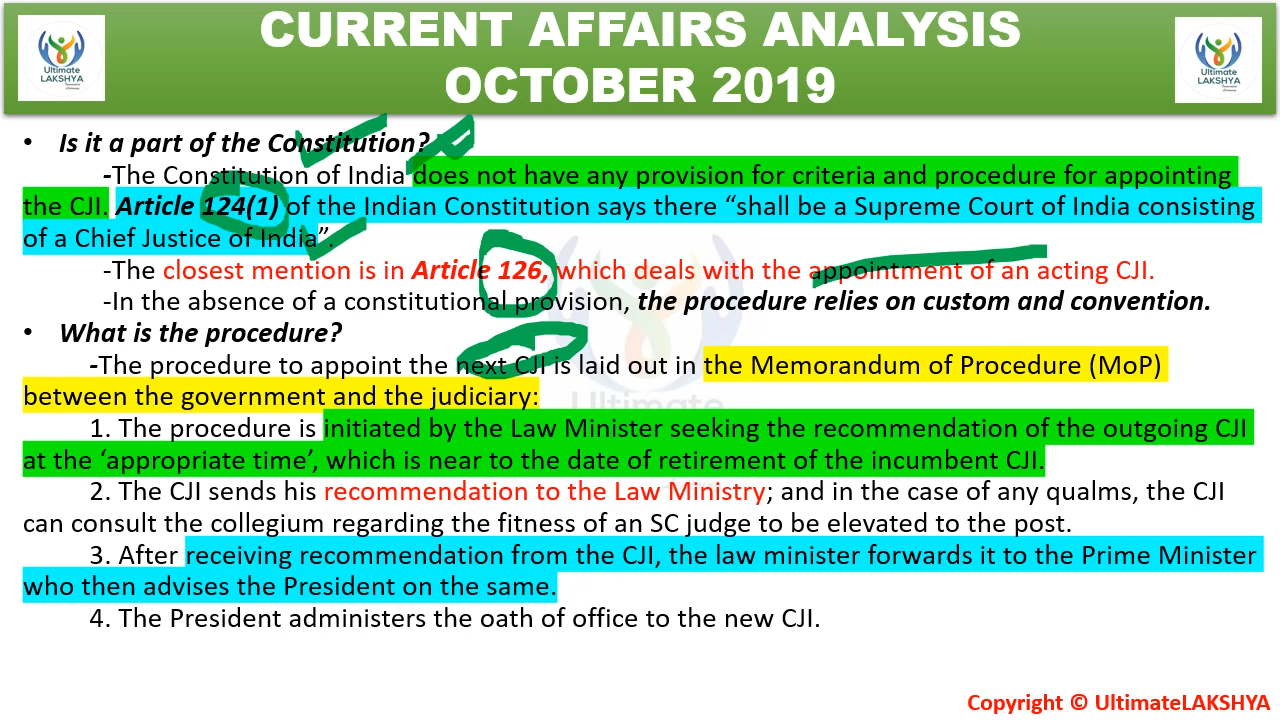 CURRENT AFFAIRS ANALYSIS
OCTOBER 2019
Ultimate
LAKSHYA
Ultimate
LAKSHYA
• Is it a part of the Constitution?
-The Constitution of India does not have any provision for criteria and procedure for appointing
the CJI. Article 124(1) of the Indian Constitution says there “shall be a Supreme Court of India consisting
of a Chief Justice of India”.
-The closest mention is in Article 126, which deals with the appointment of an acting CJI.
-In the absence of a constitutional provision, the procedure relies on custom and convention.
• What is the procedure?
-The procedure to appoint the next CJI is laid out in the Memorandum of Procedure (MoP)
between the government and the judiciary:
Ultimate
1. The procedure is initiated by the Law Minister seeking the recommendation of the outgoing CJI
at the ‘appropriate time’, which is near to the date of retirement of the incumbent CJI.
2. The CJI sends his recommendation to the Law Ministry; and in the case of any qualms, the CJI
can consult the collegium regarding the fitness of an SC judge to be elevated to the post.
3. After receiving recommendation from the CJI, the law minister forwards it to the Prime Minister
who then advises the President on the same.
4. The President administers the oath of office to the new CJI.
Copyright © UltimateLAKSHYA